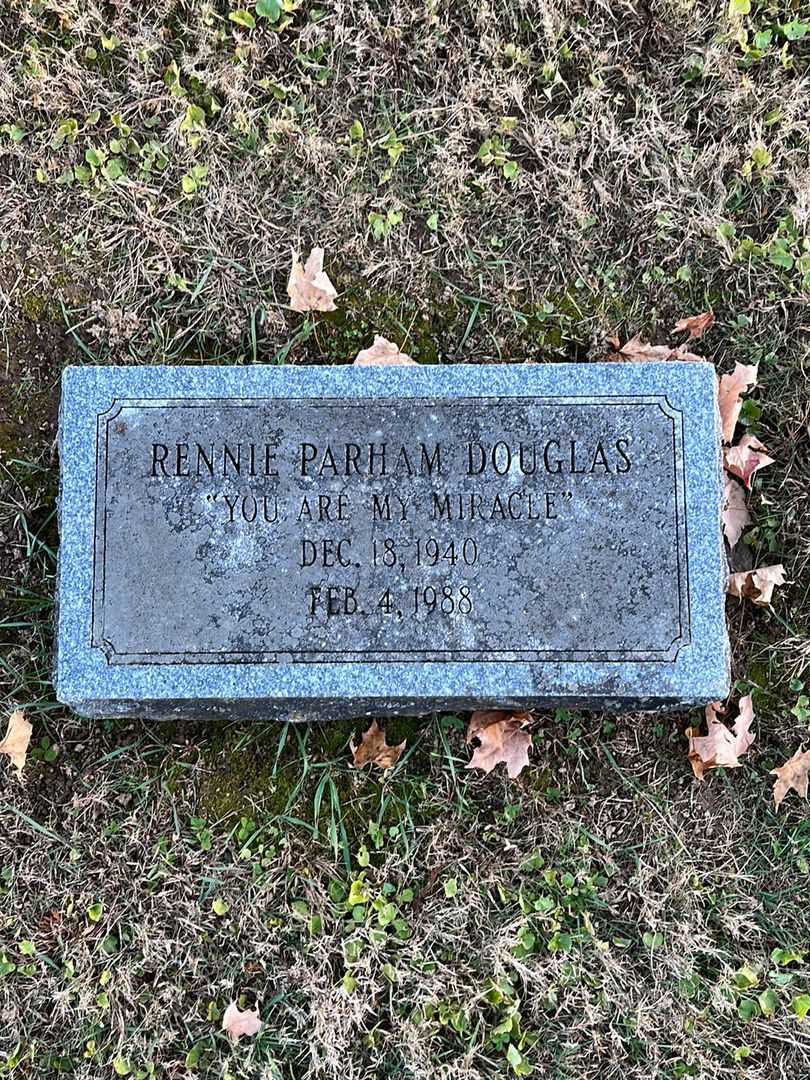 RENNIE PARHAM DOUGLAS
“YOU ARE MY MIRACLE”
DEC. 18, 1940
FEB. 4, 1988